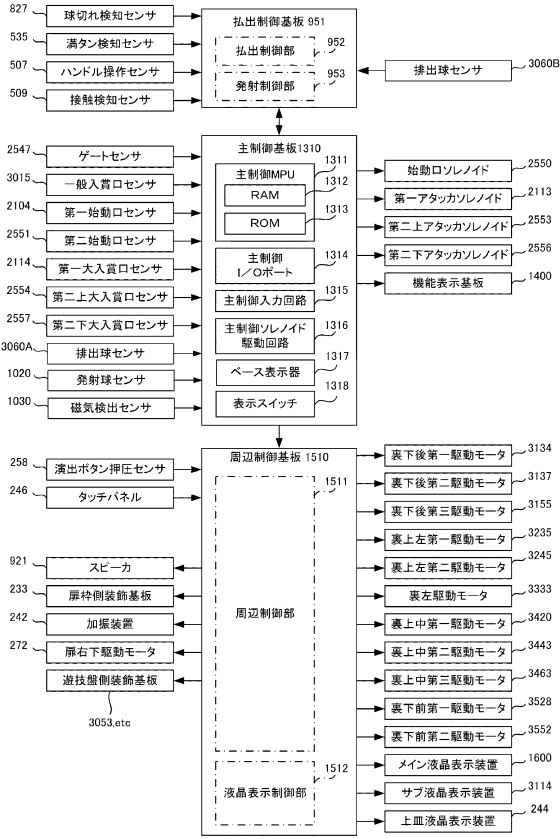 827
球切れ検知センサ
535
満タン検知センサ
507
ハンドル操作センサ
509
接触検知センサ
払出制御基板 951
払出制御部
952
発射制御部
953
排出球センサ
3060B
2547
ゲートセンサ
3015
一般入賞口センサ
2104
第一始動口センサ
2551
第二始動口センサ
2114
第一大入賞口センサ
2554
第二上大入賞口センサ
2557
第二下大入賞口センサ
3060A
排出球センサ
1020
発射球センサ
1030
磁気検出センサ
主制御基板1310
主制御MPU
1311
RAM
1312
ROM
1313
主制御
I/Oポート
1314
主制御入力回路
1315
主制御ソレノイド
駆動回路
1316
ベース表示器
1317
表示スイッチ
1318
始動口ソレノイド
2550
第一アタッカソレノイド
2113
第二上アタッカソレノイド
2553
第二下アタッカソレノイド
2556
機能表示基板
1400
258
演出ボタン押圧センサ
246
タッチパネル
921
スピーカ
233
扉枠側装飾基板
242
加振装置
272
扉右下駆動モータ
遊技盤側装飾基板
3053,etc
周辺制御基板 1510
1511
周辺制御部
1512
液晶表示制御部
裏下後第一駆動モータ
3134
裏下後第二駆動モータ
3137
裏下後第三駆動モータ
3155
裏上左第一駆動モータ
3235
裏上左第二駆動モータ
3245
裏左駆動モータ
3333
裏上中第一駆動モータ
3420
裏上中第二駆動モータ
3443
裏上中第三駆動モータ
3463
裏下前第一駆動モータ
3528
裏下前第二駆動モータ
3552
メイン液晶表示装置
1600
サブ液晶表示装置
3114
上皿液晶表示装置
244